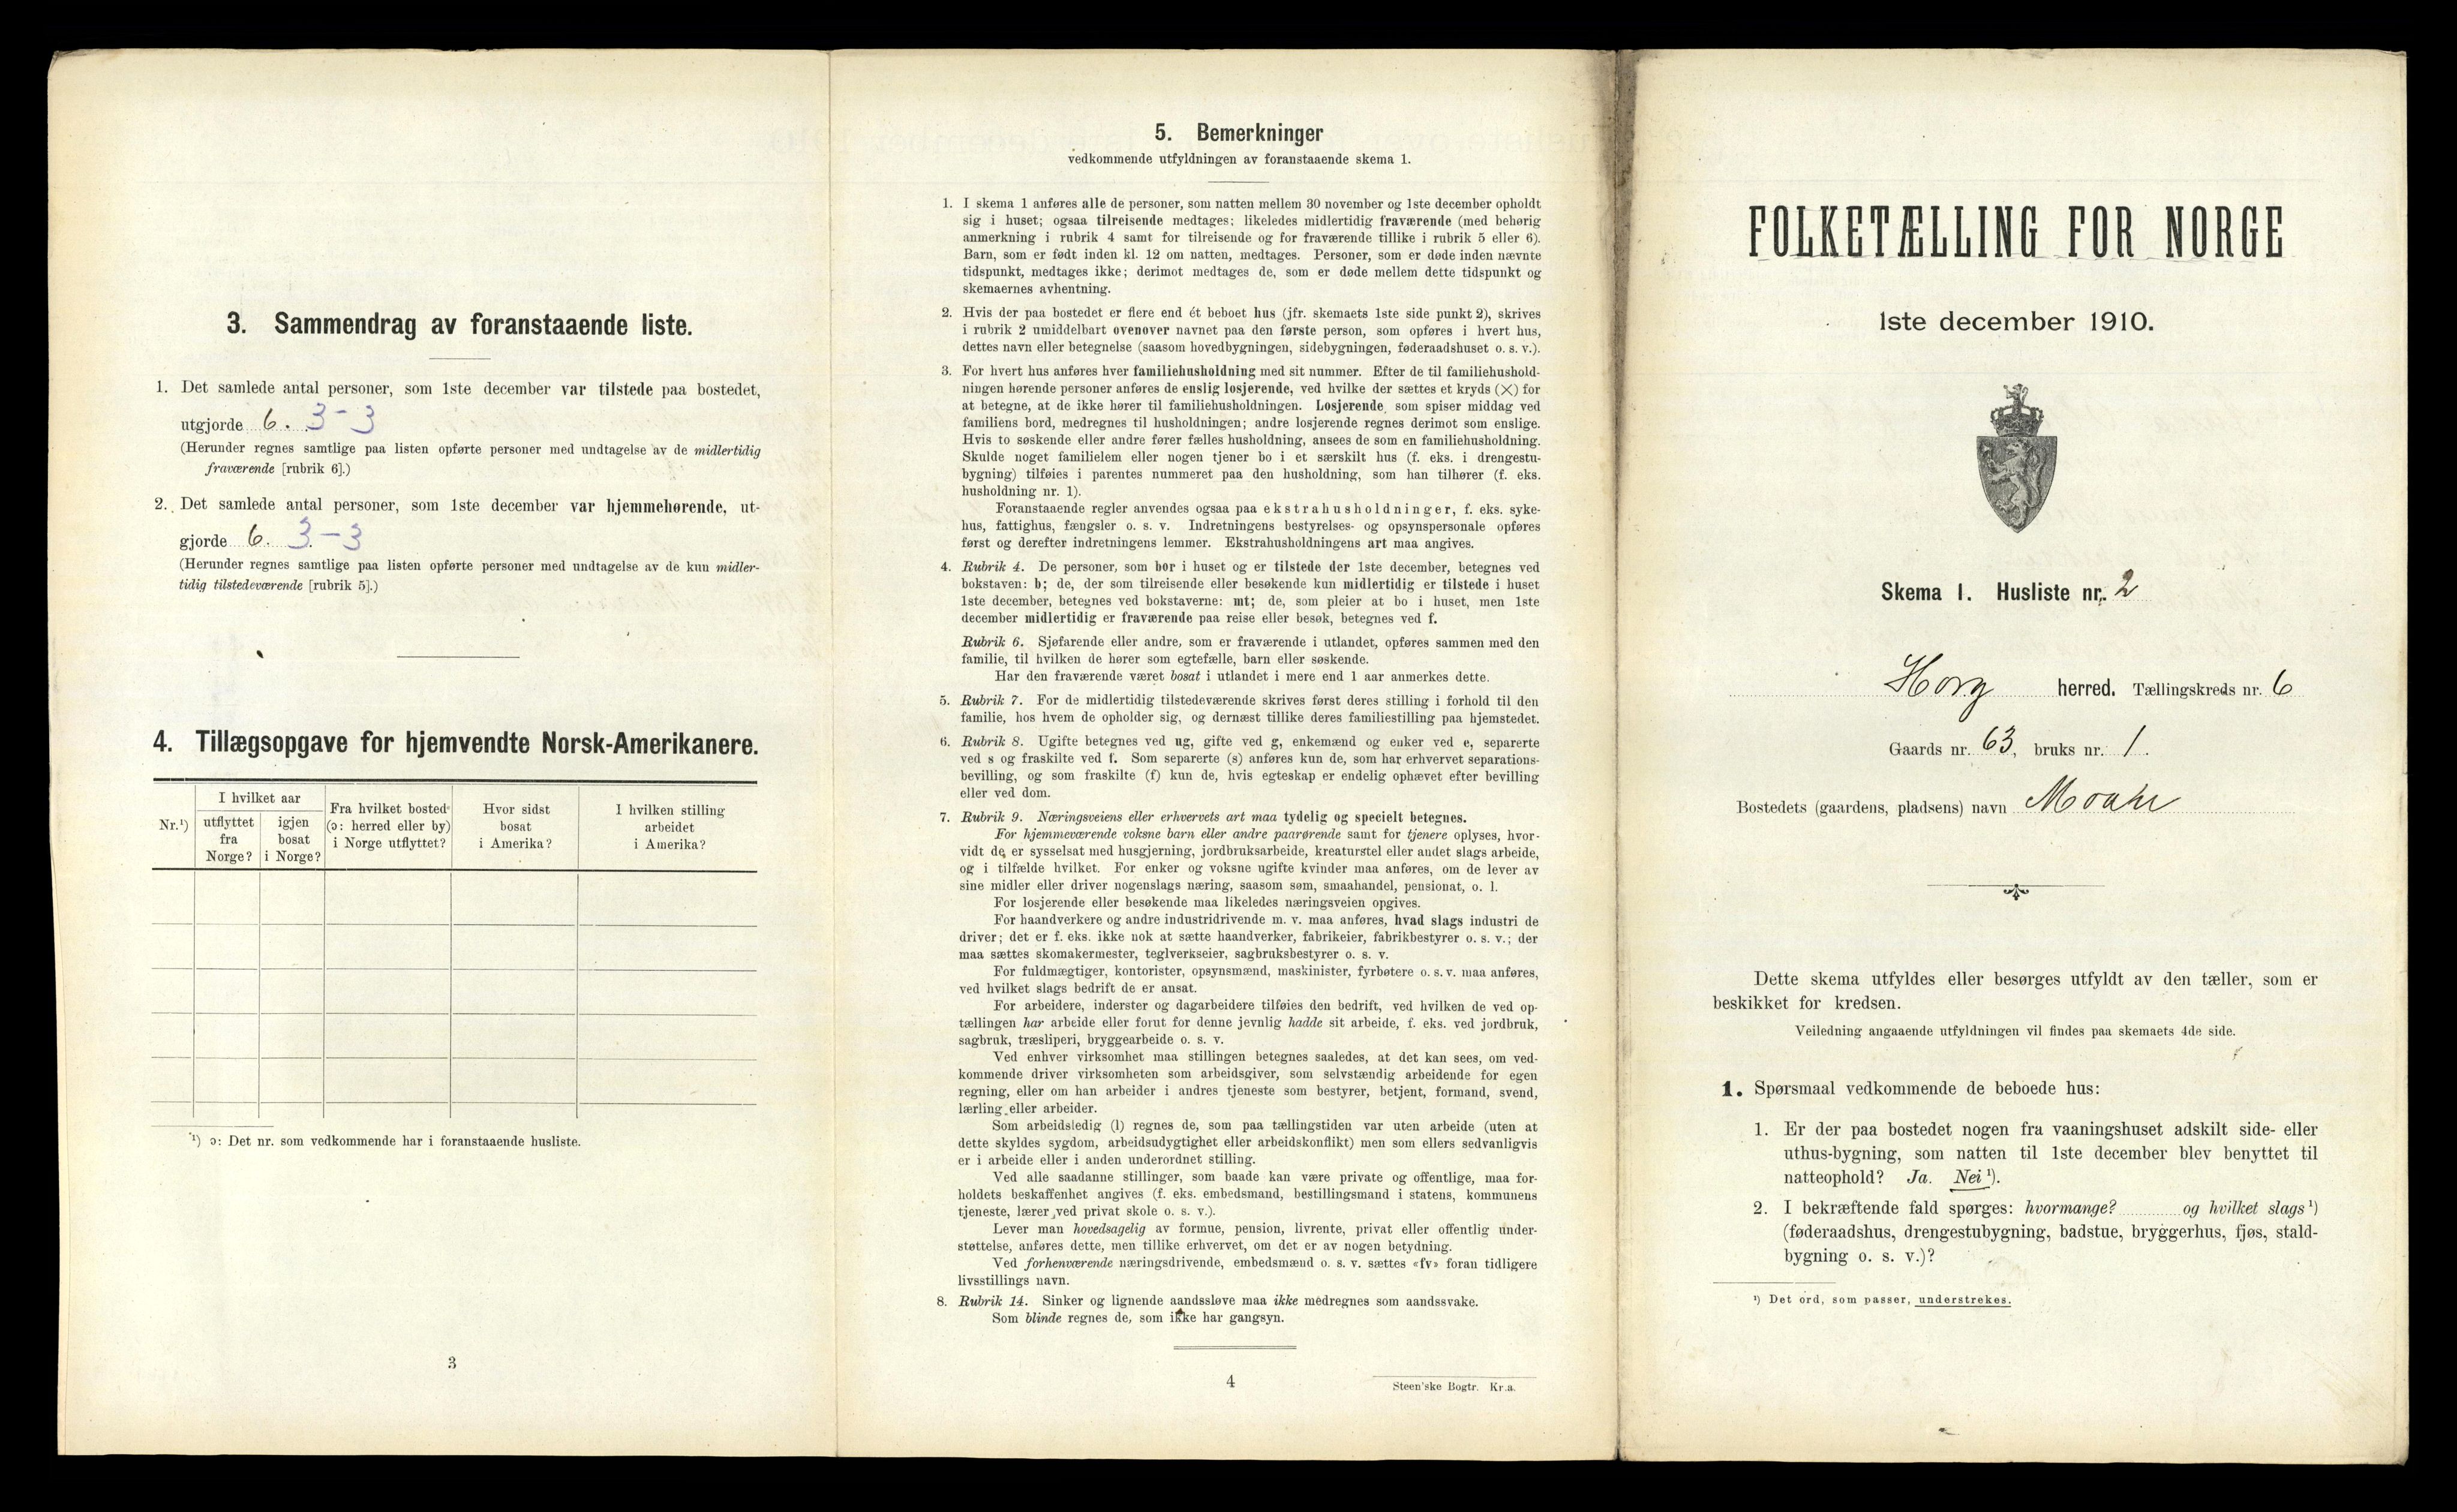 3. Sammendrag av foranstaaende liste.
1. Det samlede antal personer, som 1ste december var tilstede paa bostedet,
utgjorde 6. 3-3
(Herunder regnes samtlige paa listen opførte personer med undtagelse av de midlertidig
fraværende [rubrik 6].)
2. Det samlede antal personer, som 1ste december var hjemmehørende, ut-
gjorde 6. 3-3
(Herunder regnes samtlige paa listen opførte personer med undtagelse av de kun midler-
tidig tilstedeværende [rubrik 5].)
4. Tillægsopgave for hjemvendte Norsk-Amerikanere.
Nr.¹)
I hvilket aar
utflyttet
fra
Norge?
igjen
bosat
i Norge?
Fra hvilket bosted
(ɔ: herred eller by)
i Norge utflyttet?
Hvor sidst
bosat
i Amerika?
I hvilken stilling
arbeidet
i Amerika?
¹) ɔ: Det nr. som vedkommende har i foranstaaende husliste.
3
5. Bemerkninger
vedkommende utfyldningen av foranstaaende skema 1.
1. I skema 1 anføres alle de personer, som natten mellem 30 november og 1ste december opholdt
sig i huset; ogsaa tilreisende medtages; likeledes midlertidig fraværende (med behørig
anmerkning i rubrik 4 samt for tilreisende og for fraværende tillike i rubrik 5 eller 6).
Barn, som er født inden kl. 12 om natten, medtages. Personer, som er døde inden nævnte
tidspunkt, medtages ikke; derimot medtages de, som er døde mellem dette tidspunkt og
skemaernes avhentning.
2. Hvis der paa bostedet er flere end ét beboet hus (jfr. skemaets 1ste side punkt 2), skrives
i rubrik 2 umiddelbart ovenover navnet paa den første person, som opføres i hvert hus,
dettes navn eller betegnelse (saasom hovedbygningen, sidebygningen, føderaadshuset o. s. v.).
3. For hvert hus anføres hver familiehusholdning med sit nummer. Efter de til familiehushold-
ningen hørende personer anføres de enslig losjerende, ved hvilke der sættes et kryds (×) for
at betegne, at de ikke hører til familiehusholdningen. Losjerende som spiser middag ved
familiens bord, medregnes til husholdningen; andre losjerende regnes derimot som enslige.
Hvis to søskende eller andre fører fælles husholdning, ansees de som en familiehusholdning.
Skulde noget familielem eller nogen tjener bo i et særskilt hus (f. eks. i drengestu-
bygning) tilføies i parentes nummeret paa den husholdning, som han tilhører (f. eks.
husholdning nr. 1).
Foranstaaende regler anvendes ogsaa paa ekstrahusholdninger, f. eks. syke-
hus, fattighus, fængsler o. s. v. Indretningens bestyrelses- og opsynspersonale opføres
først og derefter indretningens lemmer. Ekstrahusholdningens art maa angives.
4. Rubrik 4. De personer, som bor i huset og er tilstede der 1ste december, betegnes ved
bokstaven: b; de, der som tilreisende eller besøkende kun midlertidig er tilstede i huset
1ste december, betegnes ved bokstaverne: mt; de, som pleier at bo i huset, men 1ste
december midlertidig er fraværende paa reise eller besøk, betegnes ved f.
Rubrik 6. Sjøfarende eller andre, som er fraværende i utlandet, opføres sammen med den
familie, til hvilken de hører som egtefælle, barn eller søskende.
Har den fraværende været bosat i utlandet i mere end 1 aar anmerkes dette.
5. Rubrik 7. For de midlertidig tilstedeværende skrives først deres stilling i forhold til den
familie, hos hvem de opholder sig, og dernæst tillike deres familiestilling paa hjemstedet.
6. Rubrik 8. Ugifte betegnes ved ug, gifte ved g, enkemænd og enker ved e, separerte
ved s og fraskilte ved f. Som separerte (s) anføres kun de, som har erhvervet separations-
bevilling, og som fraskilte (f) kun de, hvis egteskap er endelig ophævet efter bevilling
eller ved dom.
7. Rubrik 9. Næringsveiens eller erhvervets art maa tydelig og specielt betegnes.
For hjemmeværende voksne barn eller andre paarørende samt for tjenere oplyses, hvor-
vidt de er sysselsat med husgjerning, jordbruksarbeide, kreaturstel eller andet slags arbeide,
og i tilfælde hvilket. For enker og voksne ugifte kvinder maa anføres, om de lever av
sine midler eller driver nogenslags næring, saasom søm, smaahandel, pensionat, o. l.
For losjerende eller besøkende maa likeledes næringsveien opgives.
For haandverkere og andre industridrivende m. v. maa anføres, hvad slags industri de
driver; det er f. eks. ikke nok at sætte haandverker, fabrikeier, fabrikbestyrer o. s. v.; der
maa sættes skomakermester, teglverkseier, sagbruksbestyrer o. s. v.
For fuldmægtiger, kontorister, opsynsmænd, maskinister, fyrbøtere o. s. v. maa anføres,
ved hvilket slags bedrift de er ansat.
For arbeidere, inderster og dagarbeidere tilføies den bedrift, ved hvilken de ved op-
tællingen har arbeide eller forut for denne jevnlig hadde sit arbeide, f. eks. ved jordbruk,
sagbruk, træsliperi, bryggearbeide o. s. v.
Ved enhver virksomhet maa stillingen betegnes saaledes, at det kan sees, om ved-
kommende driver virksomheten som arbeidsgiver, som selvstændig arbeidende for egen
regning, eller om han arbeider i andres tjeneste som bestyrer, betjent, formand, svend,
lærling eller arbeider.
Som arbeidsledig (l) regnes de, som paa tællingstiden var uten arbeide (uten at
dette skyldes sygdom, arbeidsudygtighet eller arbeidskonflikt) men som ellers sedvanligvis
er i arbeide eller i anden underordnet stilling.
Ved alle saadanne stillinger, som baade kan være private og offentlige, maa for-
holdets beskaffenhet angives (f. eks. embedsmand, bestillingsmand i statens, kommunens
tjeneste, lærer ved privat skole o. s. v.).
Lever man hovedsagelig av formue, pension, livrente, privat eller offentlig under-
støttelse, anføres dette, men tillike erhvervet, om det er av nogen betydning.
Ved forhenværende næringsdrivende, embedsmænd o. s. v. sættes «fv» foran tidligere
livsstillings navn.
8. Rubrik 14. Sinker og lignende aandssløve maa ikke medregnes som aandssvake.
Som blinde regnes de, som ikke har gangsyn.
4
Steen'ske Bogtr. Kr.a.
FOLKETÆLLING FOR NORGE
1ste december 1910.
Skema 1. Husliste nr. 2
Horg herred. Tællingskreds nr. 6
Gaards nr. 63, bruks nr. 1.
Bostedets (gaardens, pladsens) navn Moake
Dette skema utfyldes eller besørges utfyldt av den tæller, som er
beskikket for kredsen.
Veiledning angaaende utfyldningen vil findes paa skemaets 4de side.
1. Spørsmaal vedkommende de beboede hus:
1. Er der paa bostedet nogen fra vaaningshuset adskilt side- eller
uthus-bygning, som natten til 1ste december blev benyttet til
natteophold? Ja. Nei ¹).
2. I bekræftende fald spørges: hvormange? og hvilket slags ¹)
(føderaadshus, drengestubygning, badstue, bryggerhus, fjøs, stald-
bygning o. s. v.)?
¹) Det ord, som passer, understrekes.